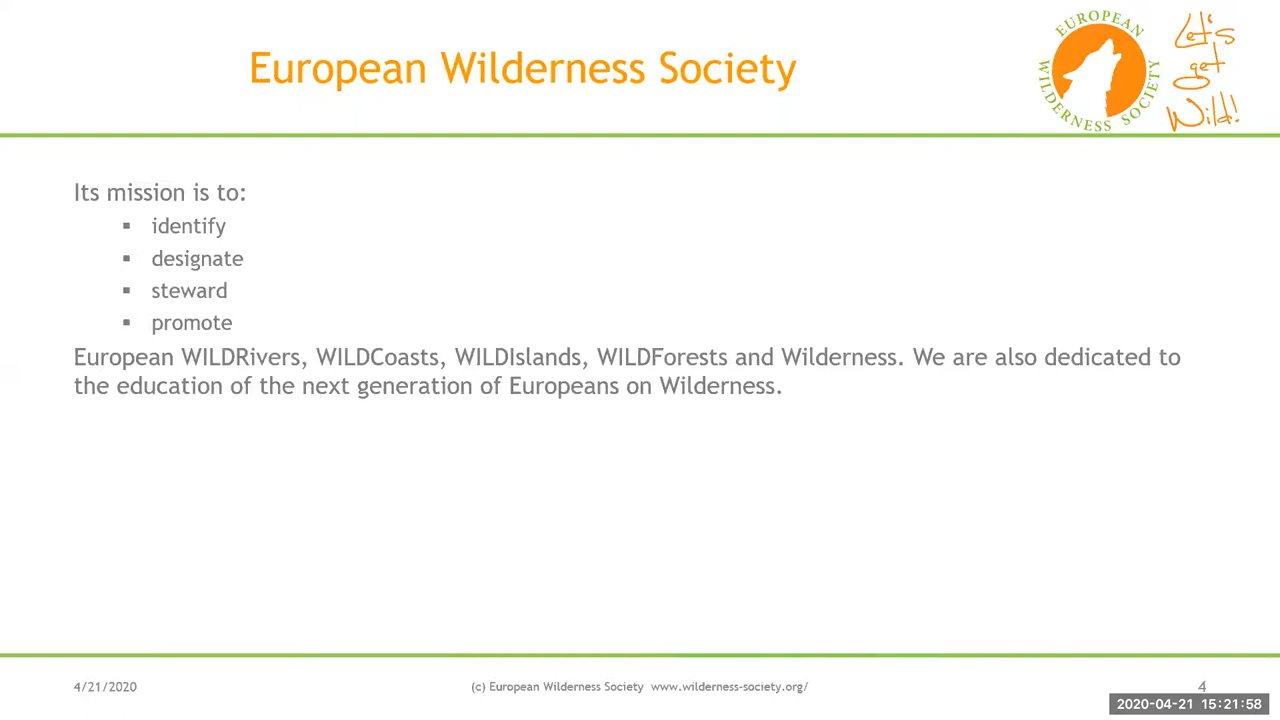 European Wilderness Society
EUROPEAN
WILDERNESS SOCIETY
Let's
get
Wild!
Its mission is to:
▪ identify
▪ designate
▪ steward
▪ promote
European WILDRivers, WILDCoasts, WILDIslands, WILDForests and Wilderness. We are also dedicated to
the education of the next generation of Europeans on Wilderness.
4/21/2020
(c) European Wilderness Society www.wilderness-society.org/
4
2020-04-21 15:21:58